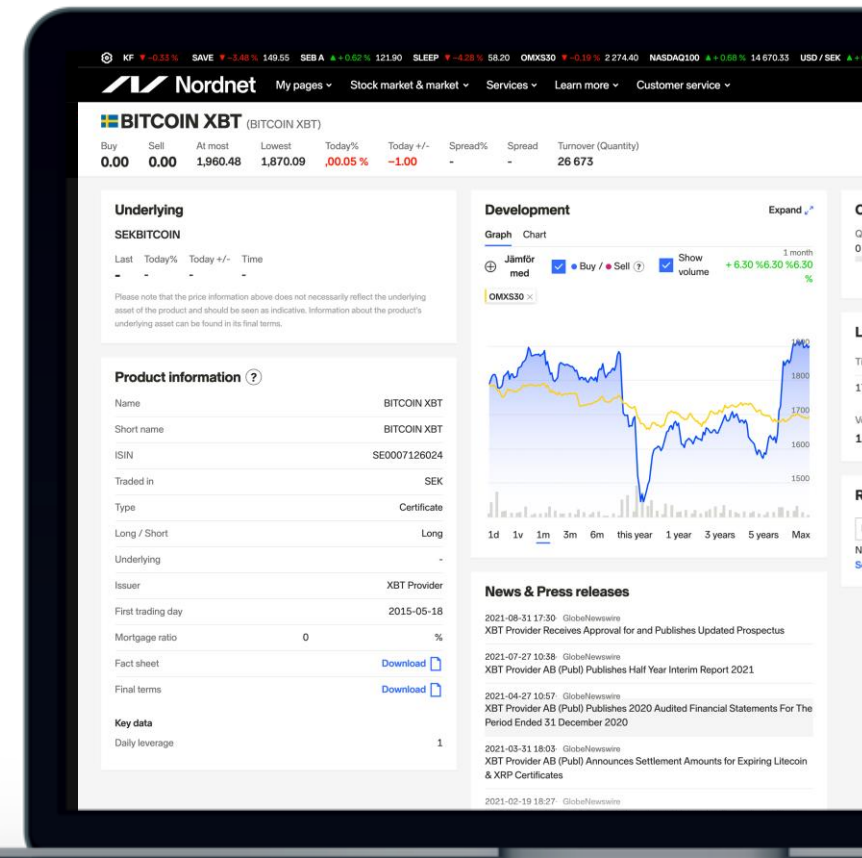 KF ▼-0.33 % SAVE ▼-3.48 % 149.55 SEB A ▲+0.62 % 121.90 SLEEP ▼-4.28 % 58.20 OMXS30 ▼-0.19 % 2 274.40 NASDAQ100 ▲+0.68 % 14 670.33 USD / SEK ▲+
Nordnet My pages Stock market & market Services Learn more Customer service
BITCOIN XBT (BITCOIN XBT)
Buy Sell At most Lowest Today% Today +/- Spread% Spread Turnover (Quantity)
0.00 0.00 1,960.48 1,870.09 ,00.05 % -1.00 - - 26 673
Underlying
SEKBITCOIN
Last Today% Today +/- Time
- - - -
Please note that the price information above does not necessarily reflect the underlying
asset of the product and should be seen as indicative. Information about the product's
underlying asset can be found in its final terms.
Product information ?
Name BITCOIN XBT
Short name BITCOIN XBT
ISIN SE0007126024
Traded in SEK
Type Certificate
Long / Short Long
Underlying -
Issuer XBT Provider
First trading day 2015-05-18
Mortgage ratio 0 %
Fact sheet Download
Final terms Download
Key data
Daily leverage 1
Development Expand
Graph Chart
Jämför
med
Buy / Sell ?
Show
volume
1 month
+ 6.30 %6.30 %6.30
%
OMXS30 ×
1900
1800
1700
1600
1500
1d 1v 1m 3m 6m this year 1 year 3 years 5 years Max
News & Press releases
2021-08-31 17:30· GlobeNewswire
XBT Provider Receives Approval for and Publishes Updated Prospectus
2021-07-27 10:38· GlobeNewswire
XBT Provider AB (Publ) Publishes Half Year Interim Report 2021
2021-04-27 10:57· GlobeNewswire
XBT Provider AB (Publ) Publishes 2020 Audited Financial Statements For The
Period Ended 31 December 2020
2021-03-31 18:03· GlobeNewswire
XBT Provider AB (Publ) Announces Settlement Amounts for Expiring Litecoin
& XRP Certificates
2021-02-19 18:27· GlobeNewswire